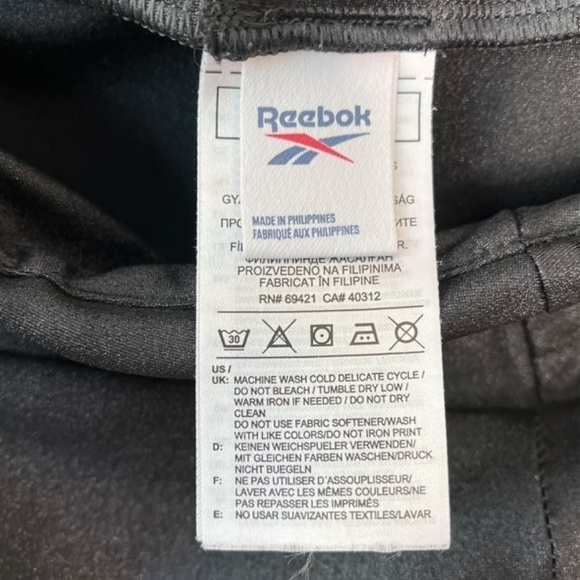 Reebok
MADE IN PHILIPPINES
FABRIQUÉ AUX PHILIPPINES
PROIZVEDENO NA FILIPINIMA
FABRICAT ÎN FILIPINE
RN# 69421 CA# 40312
30
US /
UK: MACHINE WASH COLD DELICATE CYCLE /
DO NOT BLEACH / TUMBLE DRY LOW /
WARM IRON IF NEEDED / DO NOT DRY
CLEAN
DO NOT USE FABRIC SOFTENER/WASH
WITH LIKE COLORS/DO NOT IRON PRINT
D: KEINEN WEICHSPUELER VERWENDEN/
MIT GLEICHEN FARBEN WASCHEN/DRUCK
NICHT BUEGELN
F: NE PAS UTILISER D'ASSOUPLISSEUR/
LAVER AVEC LES MÊMES COULEURS/NE
PAS REPASSER LES IMPRIMÉS
E: NO USAR SUAVIZANTES TEXTILES/LAVAR